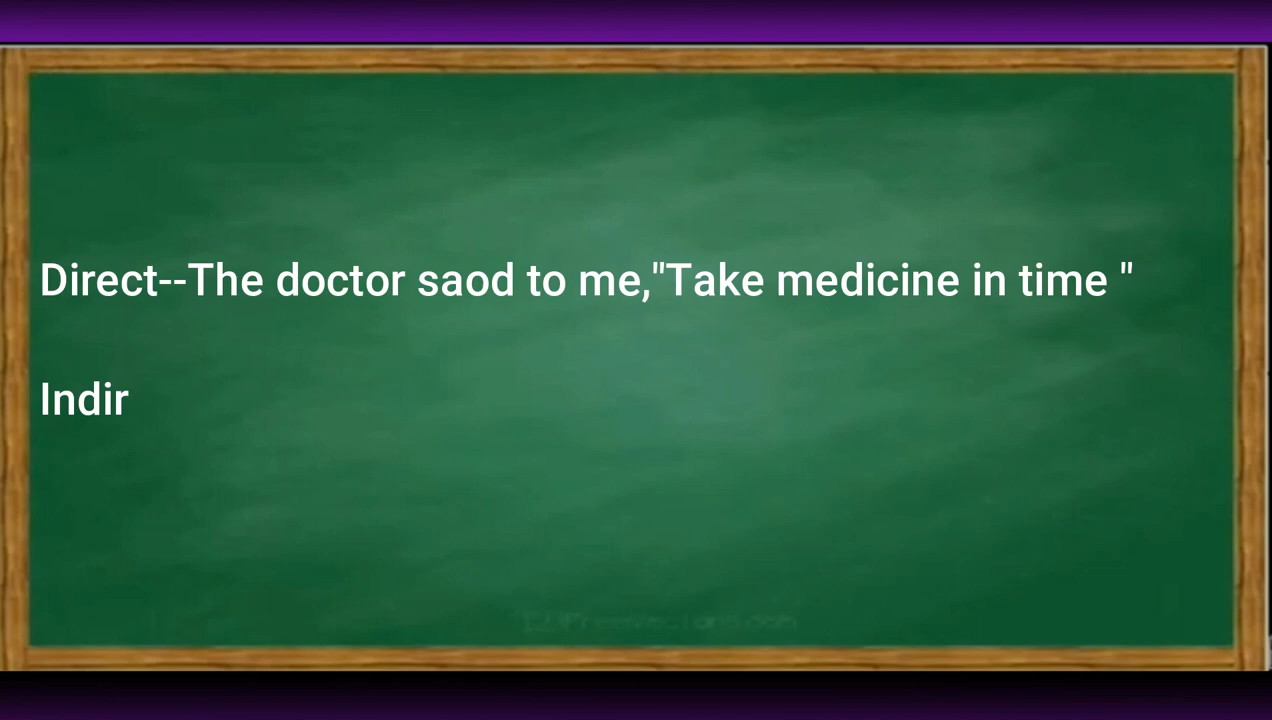 Direct--The doctor saod to me,"Take medicine in time "
Indir